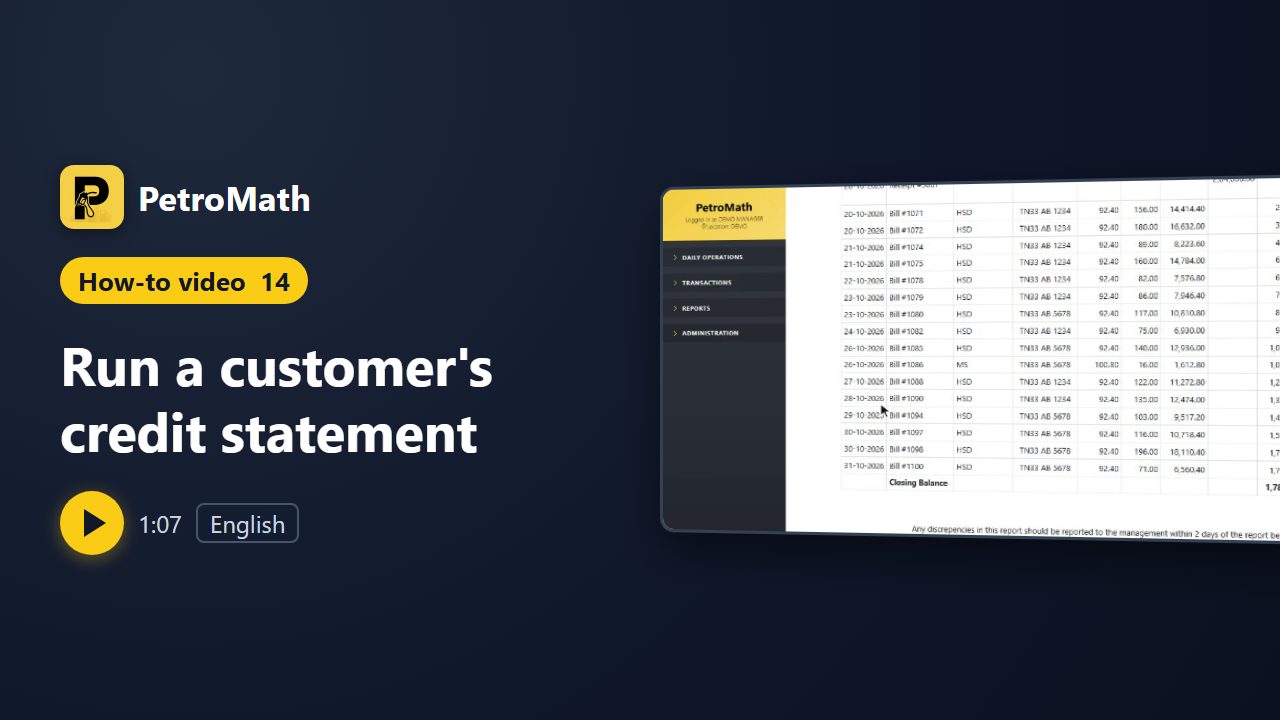 PetroMath
How-to video 14
Run a customer's
credit statement
1:07 English
PetroMath
Logged in as: DEMO MANAGER
Location: DEMO
DAILY OPERATIONS
TRANSACTIONS
REPORTS
ADMINISTRATION
20-10-2026 Bill #1071 HSD TN33 AB 1234 92.40 156.00 14,414.40
20-10-2026 Bill #1072 HSD TN33 AB 1234 92.40 180.00 16,632.00
21-10-2026 Bill #1074 HSD TN33 AB 1234 92.40 89.00 8,223.60
21-10-2026 Bill #1075 HSD TN33 AB 1234 92.40 160.00 14,784.00
22-10-2026 Bill #1078 HSD TN33 AB 1234 92.40 82.00 7,576.80
23-10-2026 Bill #1079 HSD TN33 AB 1234 92.40 86.00 7,946.40
23-10-2026 Bill #1080 HSD TN33 AB 5678 92.40 117.00 10,810.80
24-10-2026 Bill #1082 HSD TN33 AB 1234 92.40 75.00 6,930.00
26-10-2026 Bill #1085 HSD TN33 AB 5678 92.40 140.00 12,936.00
26-10-2026 Bill #1086 MS TN33 AB 5678 100.80 16.00 1,612.80
27-10-2026 Bill #1088 HSD TN33 AB 1234 92.40 122.00 11,272.80
28-10-2026 Bill #1090 HSD TN33 AB 1234 92.40 135.00 12,474.00
29-10-2026 Bill #1094 HSD TN33 AB 5678 92.40 103.00 9,517.20
30-10-2026 Bill #1097 HSD TN33 AB 5678 92.40 116.00 10,718.40
30-10-2026 Bill #1098 HSD TN33 AB 5678 92.40 196.00 18,110.40
31-10-2026 Bill #1100 HSD TN33 AB 5678 92.40 71.00 6,560.40
Closing Balance
Any discrepencies in this report should be reported to the management within 2 days of the report